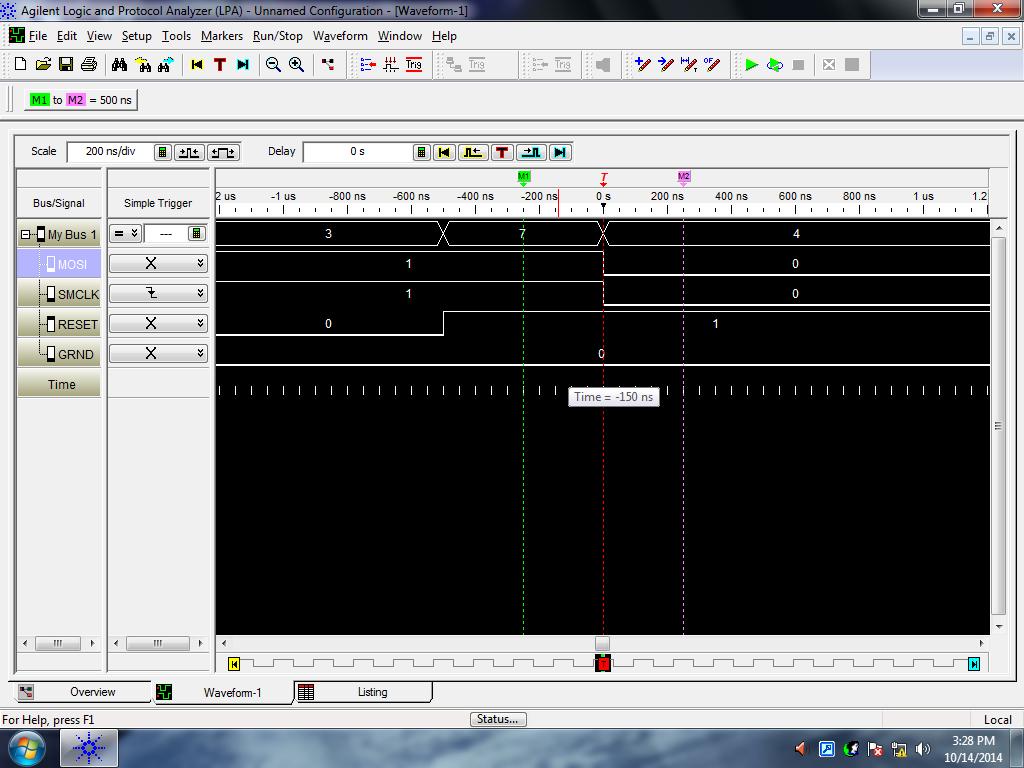 Agilent Logic and Protocol Analyzer (LPA) - Unnamed Configuration - [Waveform-1]
File Edit View Setup Tools Markers Run/Stop Waveform Window Help
T Trig Trig Trig
M1 to M2 = 500 ns
Scale 200 ns/div Delay 0 s T
M1 T M2
Bus/Signal Simple Trigger 2 us -1 us -800 ns -600 ns -400 ns -200 ns 0 s 200 ns 400 ns 600 ns 800 ns 1 us 1.2
My Bus 1 = --- 3 7 4
MOSI X 1 0
SMCLK 1 0
RESET X 0 1
GRND X 0
Time
Time = -150 ns
Overview Waveform-1 Listing
For Help, press F1 Status... Local
3:28 PM
10/14/2014